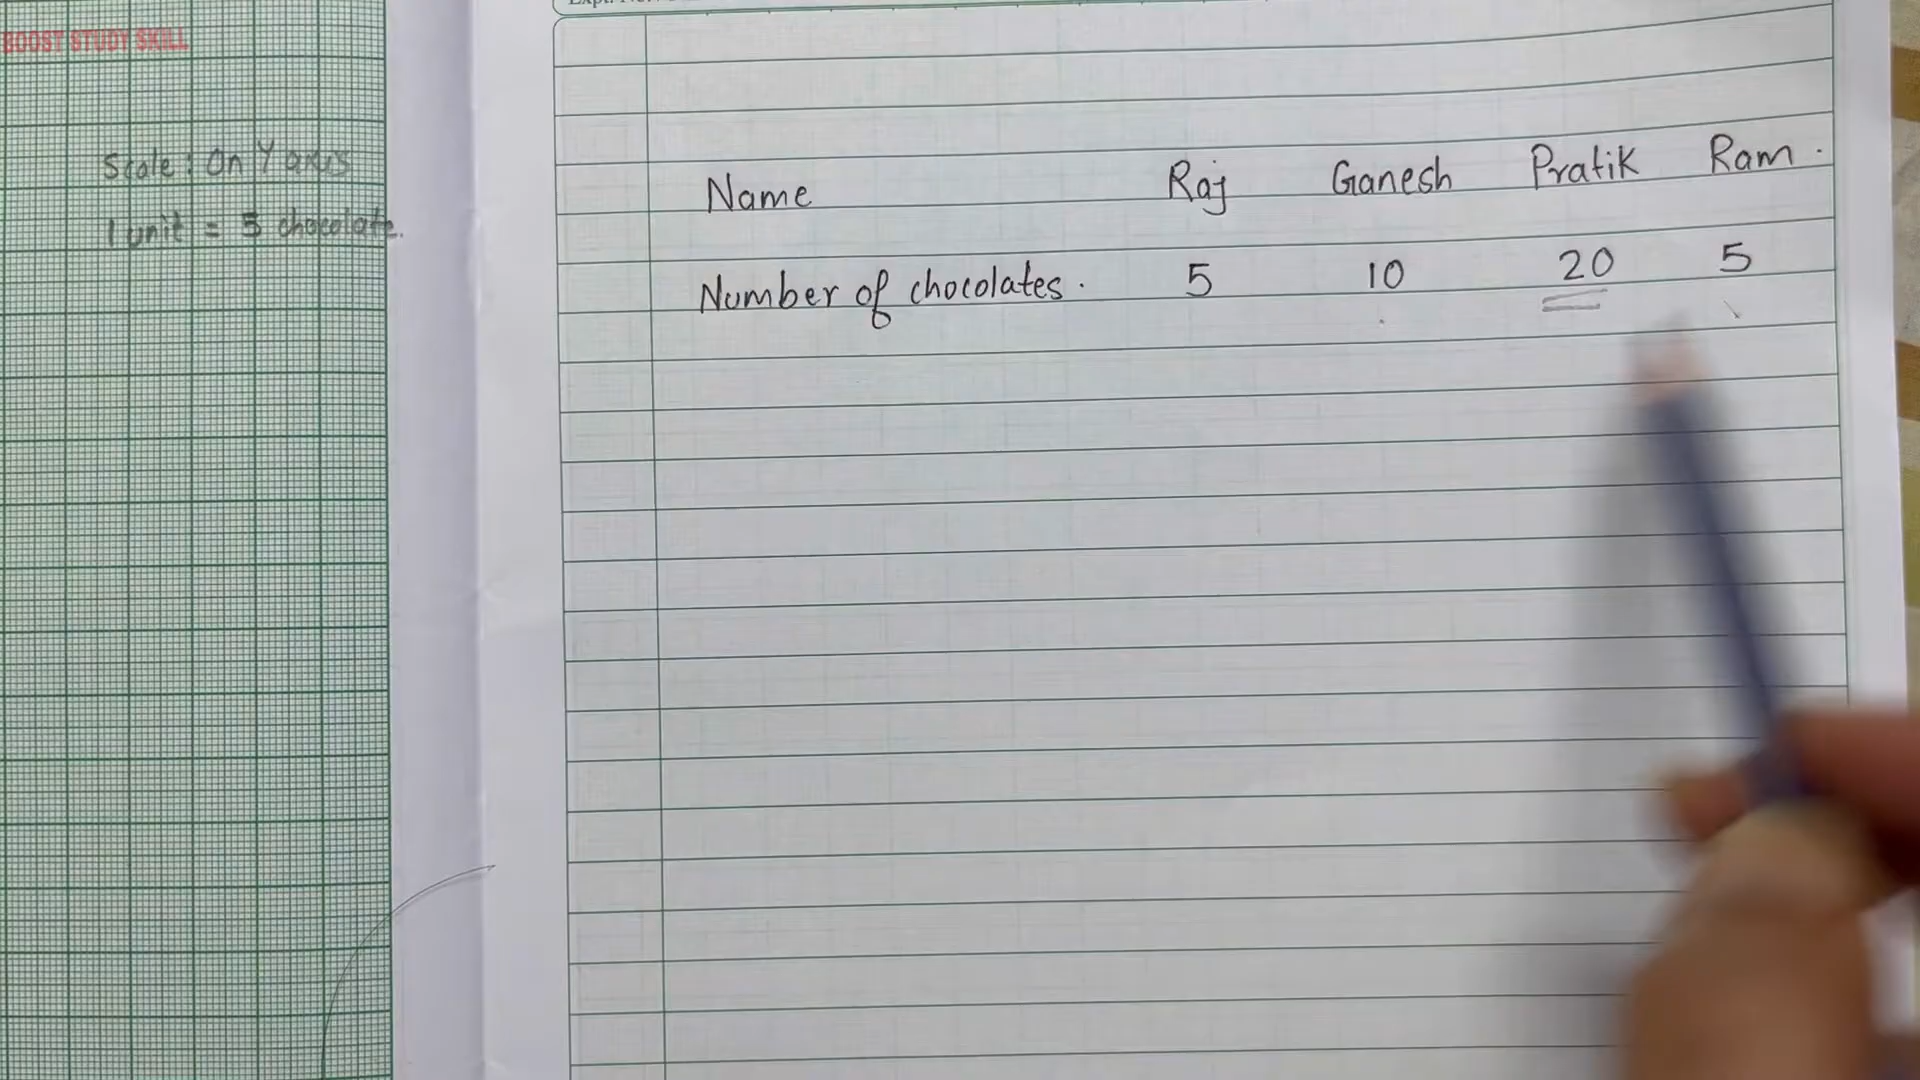 BOOST STUDY SKILL
Scale : On Y axis
1 unit = 5 chocolate.
Name Raj Ganesh Pratik Ram .
Number of chocolates . 5 10 20 5